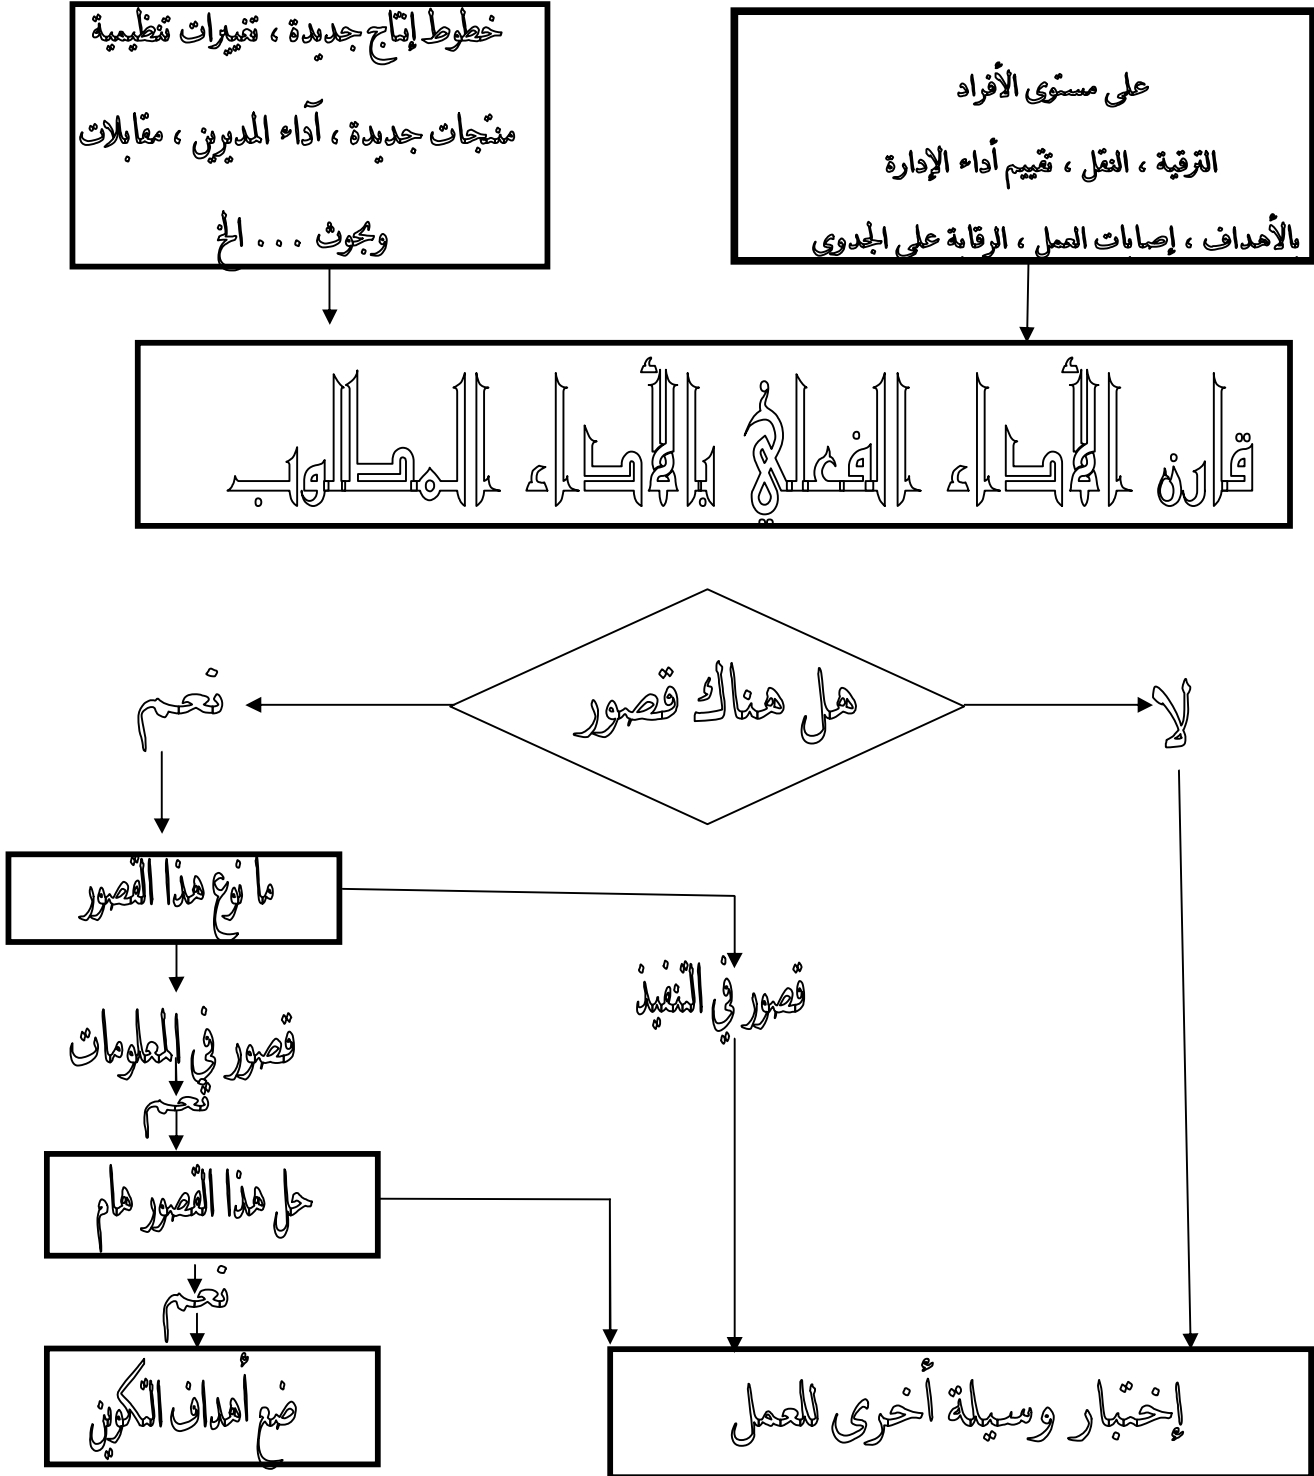 على مستوى الأفراد
الترقية ، النقل ، تقييم أداء الإدارة
بالأهداف ، إصابات العمل ، الرقابة على الجدوى
خطوط إنتاج جديدة ، تغييرات تنظيمية
منتجات جديدة ، آداء المديرين ، مقابلات
وبحوث ... الخ
قارن الأداء الفعلي بالأداء المطلوب
هل هناك قصور
لا
نعم
ما نوع هذا القصور
قصور في التنفيذ
قصور في المعلومات
نعم
حل هذا القصور هام
نعم
ضع أهداف التكوين
إختبار وسيلة أخرى للعمل